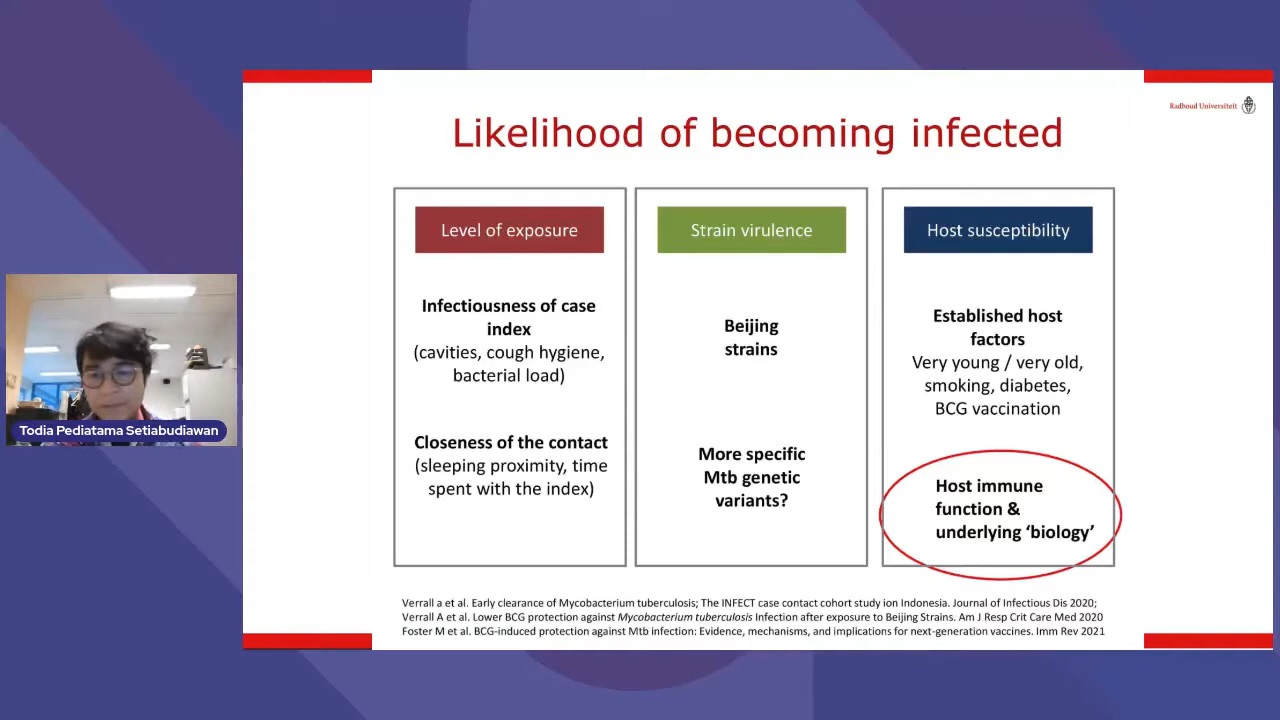 Radboud Universiteit
Likelihood of becoming infected
Level of exposure
Infectiousness of case
index
(cavities, cough hygiene,
bacterial load)
Closeness of the contact
(sleeping proximity, time
spent with the index)
Strain virulence
Beijing
strains
More specific
Mtb genetic
variants?
Host susceptibility
Established host
factors
Very young / very old,
smoking, diabetes,
BCG vaccination
Host immune
function &
underlying ‘biology’
Verrall a et al. Early clearance of Mycobacterium tuberculosis; The INFECT case contact cohort study ion Indonesia. Journal of Infectious Dis 2020;
Verrall A et al. Lower BCG protection against Mycobacterium tuberculosis Infection after exposure to Beijing Strains. Am J Resp Crit Care Med 2020
Foster M et al. BCG-induced protection against Mtb infection: Evidence, mechanisms, and implications for next-generation vaccines. Imm Rev 2021
Todia Pediatama Setiabudiawan